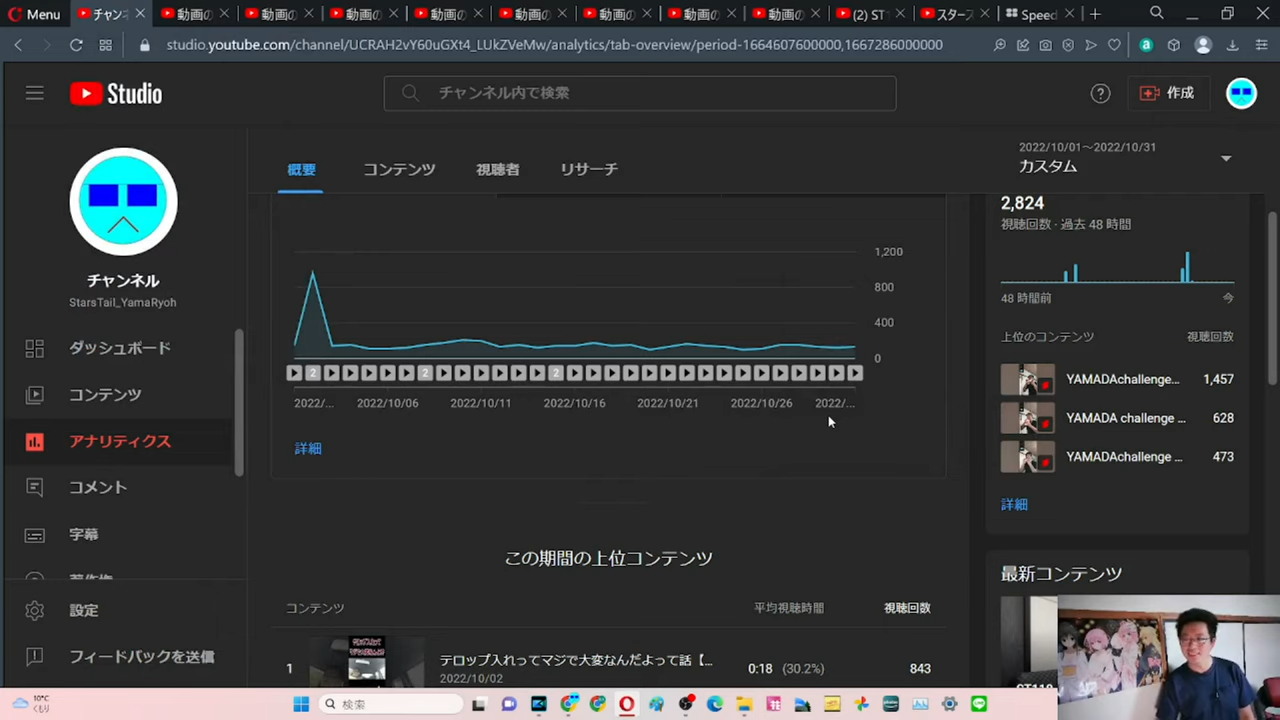 Menu
チャンネ
動画の
動画の
動画の
動画の
動画の
動画の
動画の
動画の
(2) ST
スターズ
Speed
studio.youtube.com/channel/UCRAH2vY60uGXt4_LUkZVeMw/analytics/tab-overview/period-1664607600000,1667286000000
Studio
チャンネル内で検索
作成
チャンネル
StarsTail_YamaRyoh
ダッシュボード
コンテンツ
アナリティクス
コメント
字幕
設定
フィードバックを送信
概要
コンテンツ
視聴者
リサーチ
2022/10/01～2022/10/31
カスタム
1,200
800
400
0
2
2
2
2022/...
2022/10/06
2022/10/11
2022/10/16
2022/10/21
2022/10/26
2022/...
詳細
この期間の上位コンテンツ
コンテンツ
平均視聴時間
視聴回数
1
テロップ入れってマジで大変なんだよって話【...
2022/10/02
0:18 (30.2%)
843
2,824
視聴回数 · 過去 48 時間
48 時間前
今
上位のコンテンツ
視聴回数
YAMADAchallenge...
1,457
YAMADA challenge ...
628
YAMADAchallenge ...
473
詳細
最新コンテンツ
10°C
くもり
検索